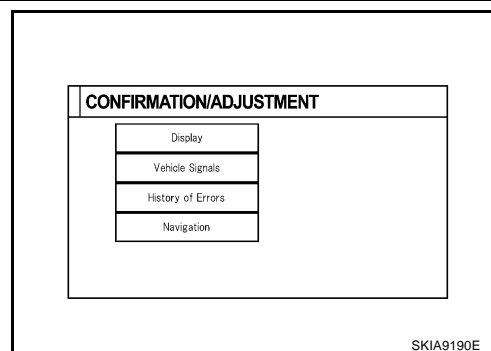 CONFIRMATION/ADJUSTMENT
Display
Vehicle Signals
History of Errors
Navigation
SKIA9190E